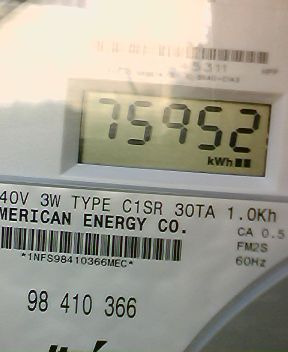 75952
kWh
40V 3W TYPE C1SR 30TA 1.0Kh
MERICAN ENERGY CO.
CA 0.5
FM2S
60Hz
*1NFS98410366MEC*
98 410 366